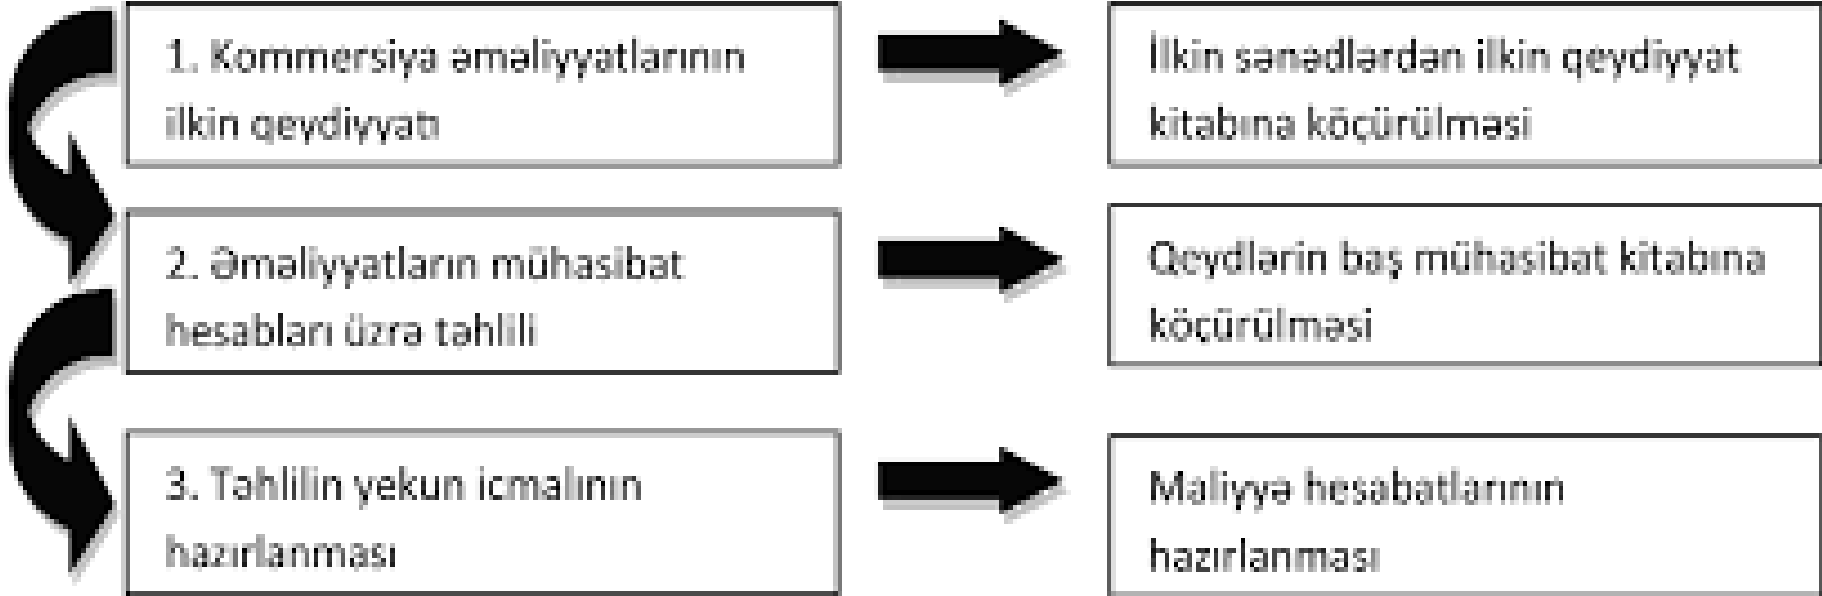 1. Kommersiya əməliyyatlarının
ilkin qeydiyyatı
İlkin sənədlərdən ilkin qeydiyyat
kitabına köçürülməsi
2. Əməliyyatların mühasibat
hesabları üzrə təhlili
Qeydlərin baş mühasibat kitabına
köçürülməsi
3. Təhlilin yekun icmalının
hazırlanması
Maliyyə hesabatlarının
hazırlanması